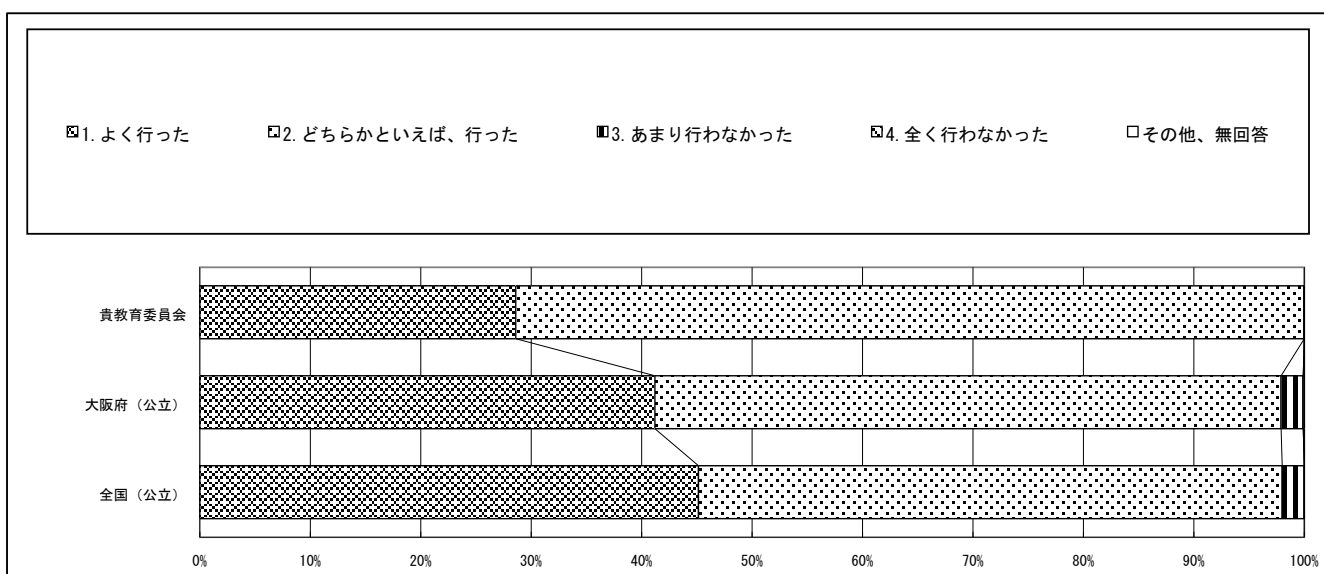 1. よく行った 2. どちらかといえば、行った 3. あまり行わなかった 4. 全く行わなかった その他、無回答
貴教育委員会
大阪府（公立）
全国（公立）
0% 10% 20% 30% 40% 50% 60% 70% 80% 90% 100%